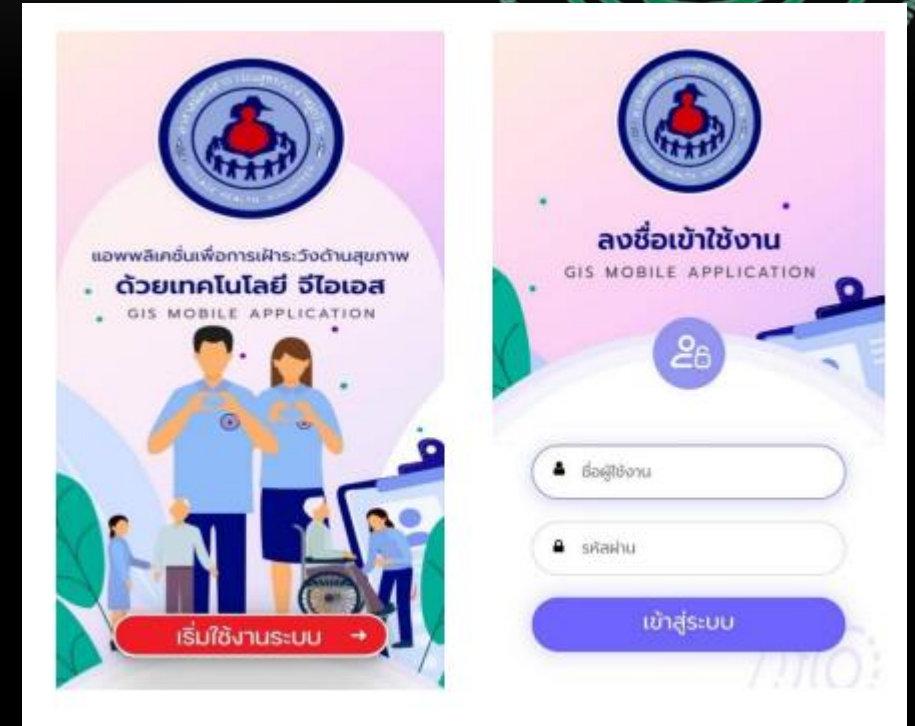 แอพพลิเคชั่นเพื่อการเฝ้าระวังด้านสุขภาพ
ด้วยเทคโนโลยี จีไอเอส
GIS MOBILE APPLICATION
เริ่มใช้งานระบบ
ลงชื่อเข้าใช้งาน
GIS MOBILE APPLICATION
ชื่อผู้ใช้งาน
รหัสผ่าน
เข้าสู่ระบบ